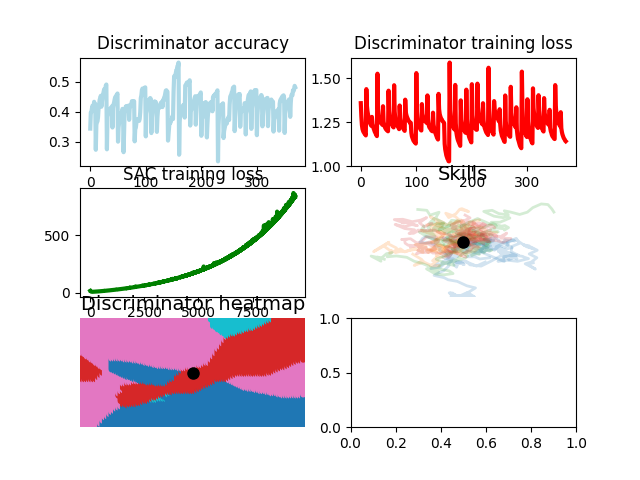 Discriminator accuracy
Discriminator training loss
0.5
0.4
0.3
1.50
1.25
1.00
0 100 200 300
0 100 200 300
SAC training loss
Skills
500
0
0 2500 5000 7500
Discriminator heatmap
1.0
0.5
0.0
0.0 0.2 0.4 0.6 0.8 1.0